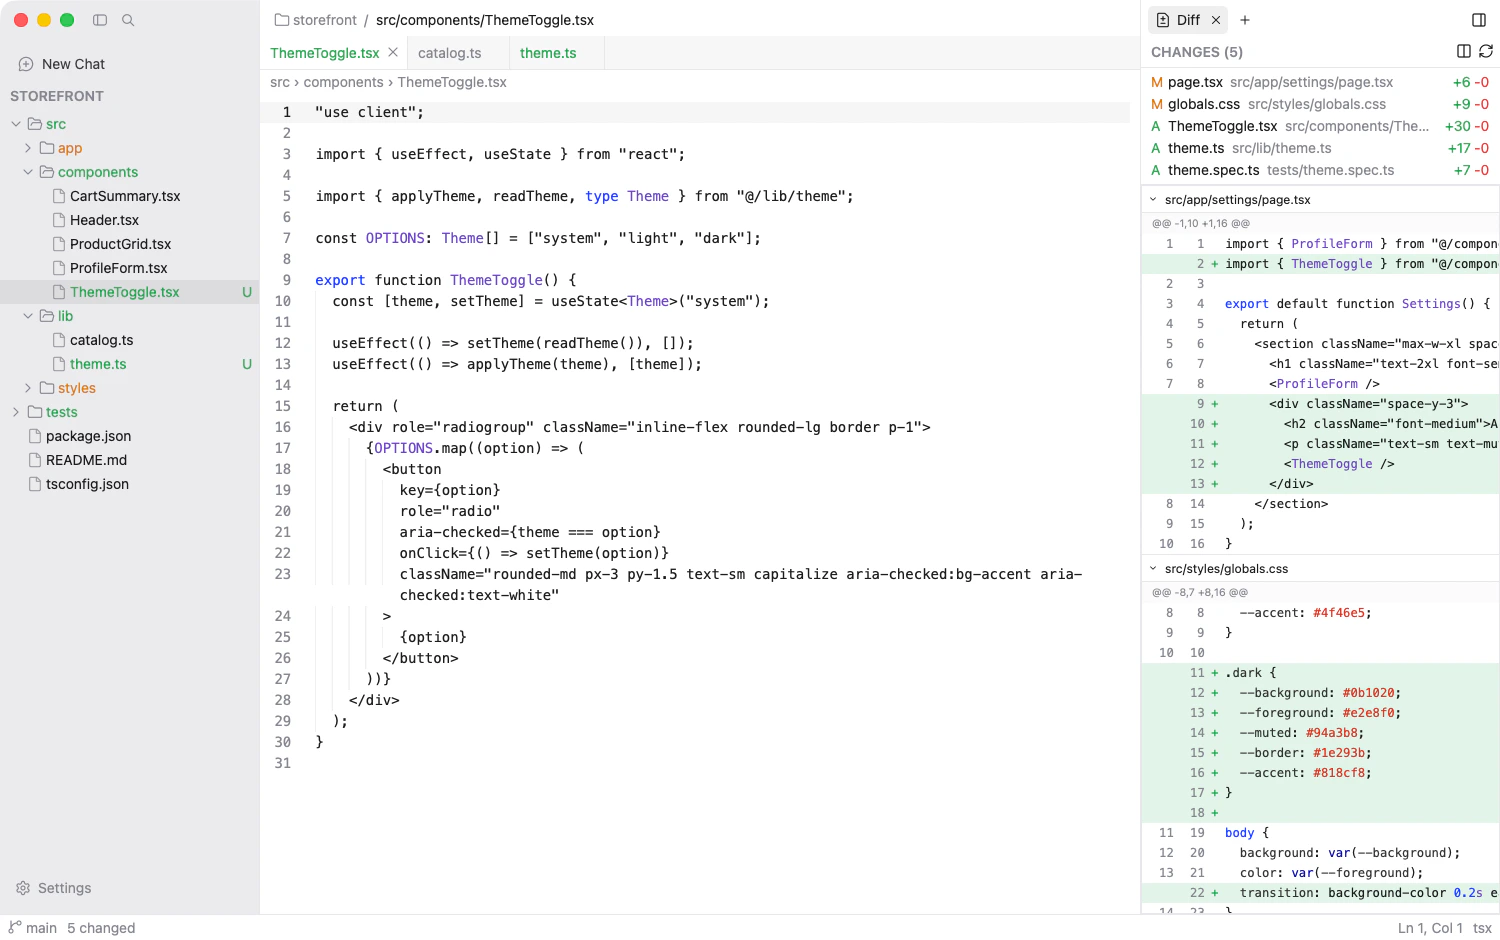 storefront / src/components/ThemeToggle.tsx
Diff
New Chat
STOREFRONT
src
app
components
CartSummary.tsx
Header.tsx
ProductGrid.tsx
ProfileForm.tsx
ThemeToggle.tsx U
lib
catalog.ts
theme.ts U
styles
tests
package.json
README.md
tsconfig.json
Settings
ThemeToggle.tsx
catalog.ts
theme.ts
src › components › ThemeToggle.tsx
1 "use client";
2
3 import { useEffect, useState } from "react";
4
5 import { applyTheme, readTheme, type Theme } from "@/lib/theme";
6
7 const OPTIONS: Theme[] = ["system", "light", "dark"];
8
9 export function ThemeToggle() {
10 const [theme, setTheme] = useState<Theme>("system");
11
12 useEffect(() => setTheme(readTheme()), []);
13 useEffect(() => applyTheme(theme), [theme]);
14
15 return (
16 <div role="radiogroup" className="inline-flex rounded-lg border p-1">
17 {OPTIONS.map((option) => (
18 <button
19 key={option}
20 role="radio"
21 aria-checked={theme === option}
22 onClick={() => setTheme(option)}
23 className="rounded-md px-3 py-1.5 text-sm capitalize aria-checked:bg-accent aria-
checked:text-white"
24 >
25 {option}
26 </button>
27 ))}
28 </div>
29 );
30 }
31
CHANGES (5)
M page.tsx src/app/settings/page.tsx +6 -0
M globals.css src/styles/globals.css +9 -0
A ThemeToggle.tsx src/components/The... +30 -0
A theme.ts src/lib/theme.ts +17 -0
A theme.spec.ts tests/theme.spec.ts +7 -0
src/app/settings/page.tsx
@@ -1,10 +1,16 @@
1 1 import { ProfileForm } from "@/compon
2 + import { ThemeToggle } from "@/compon
2 3
3 4 export default function Settings() {
4 5 return (
5 6 <section className="max-w-xl spac
6 7 <h1 className="text-2xl font-se
7 8 <ProfileForm />
9 + <div className="space-y-3">
10 + <h2 className="font-medium">A
11 + <p className="text-sm text-mu
12 + <ThemeToggle />
13 + </div>
8 14 </section>
9 15 );
10 16 }
src/styles/globals.css
@@ -8,7 +8,16 @@
8 8 --accent: #4f46e5;
9 9 }
10 10
11 + .dark {
12 + --background: #0b1020;
13 + --foreground: #e2e8f0;
14 + --muted: #94a3b8;
15 + --border: #1e293b;
16 + --accent: #818cf8;
17 + }
18 +
11 19 body {
12 20 background: var(--background);
13 21 color: var(--foreground);
22 + transition: background-color 0.2s e
14 23 }
main 5 changed
Ln 1, Col 1 tsx